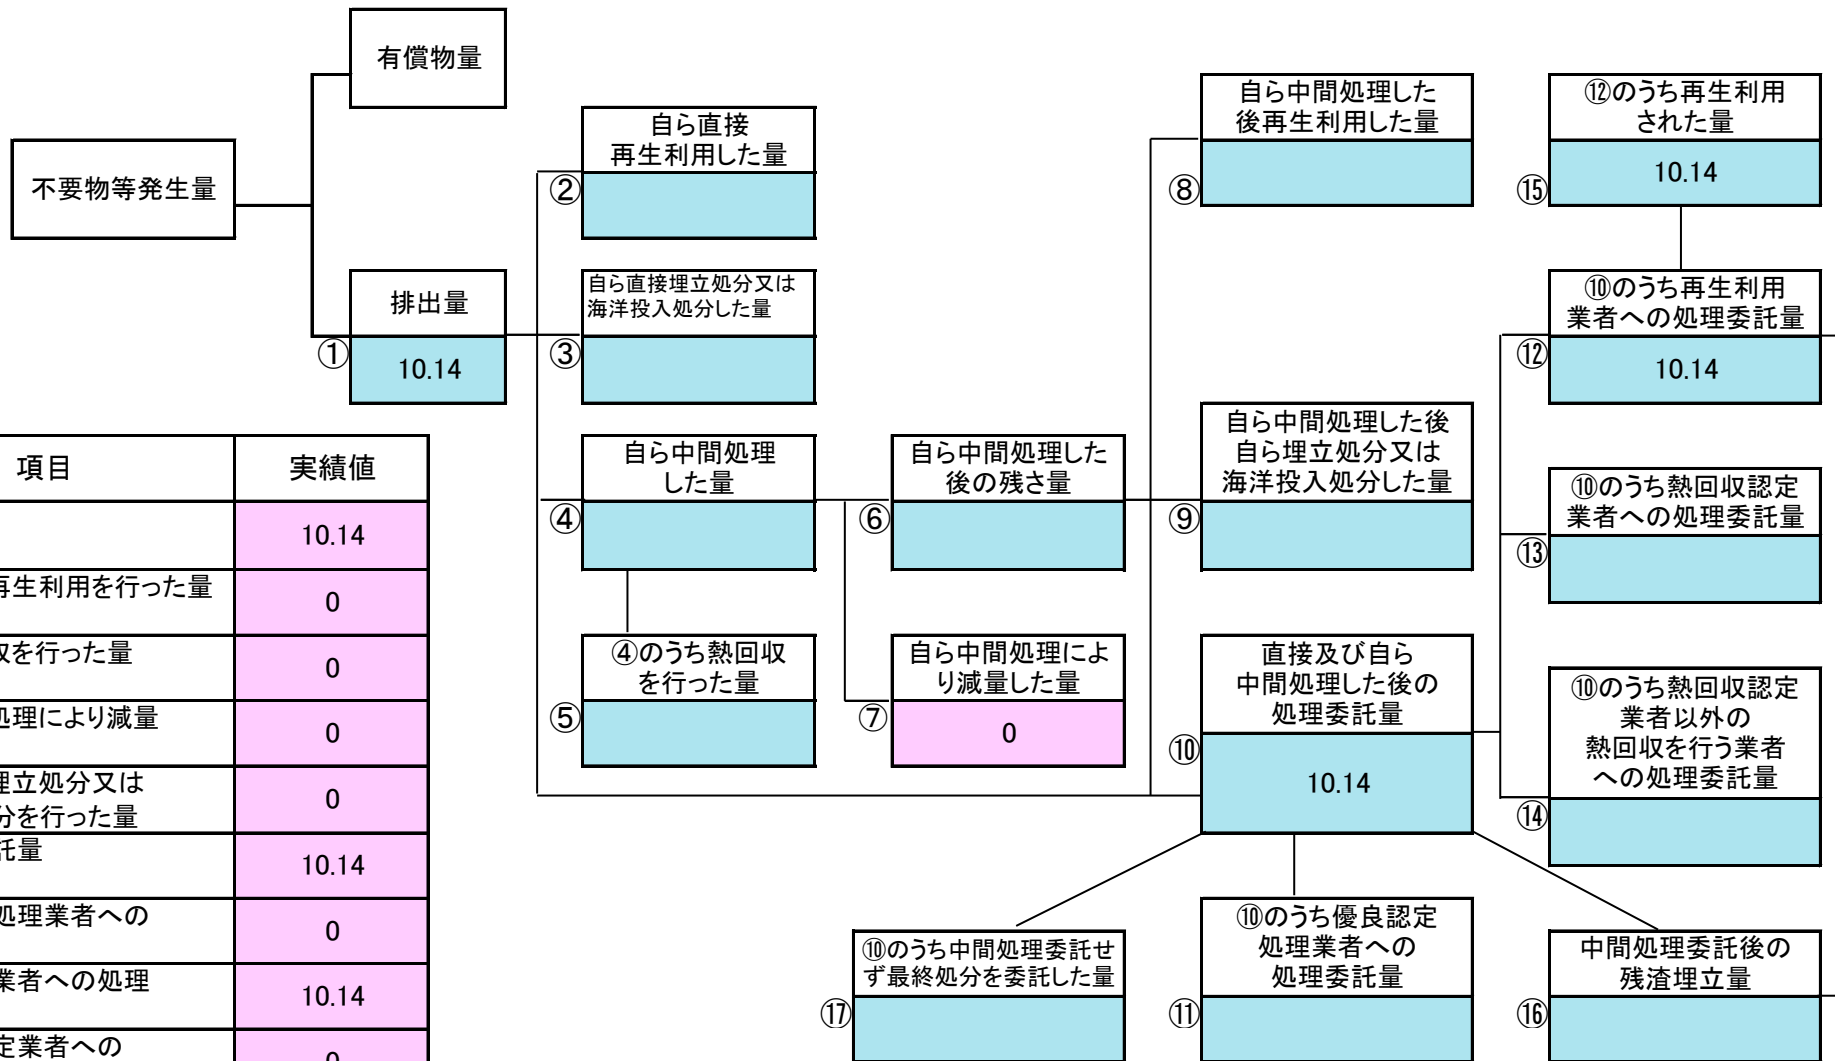 有償物量
不要物等発生量
排出量
①
10.14
自ら直接
再生利用した量
②
自ら直接埋立処分又は
海洋投入処分した量
③
自ら中間処理
した量
④
④のうち熱回収
を行った量
⑤
自ら中間処理した
後の残さ量
⑥
自ら中間処理によ
り減量した量
⑦
0
自ら中間処理した
後再生利用した量
⑧
自ら中間処理した後
自ら埋立処分又は
海洋投入処分した量
⑨
直接及び自ら
中間処理した後の
処理委託量
⑩
10.14
⑫のうち再生利用
された量
⑮
10.14
⑩のうち再生利用
業者への処理委託量
⑫
10.14
⑩のうち熱回収認定
業者への処理委託量
⑬
⑩のうち熱回収認定
業者以外の
熱回収を行う業者
への処理委託量
⑭
⑩のうち中間処理委託せ
ず最終処分を委託した量
⑰
⑩のうち優良認定
処理業者への
処理委託量
⑪
中間処理委託後の
残渣埋立量
⑯
項目 実績値
10.14
再生利用を行った量 0
を行った量 0
処理により減量 0
埋立処分又は
分を行った量 0
託量 10.14
処理業者への 0
業者への処理 10.14
定業者への 0